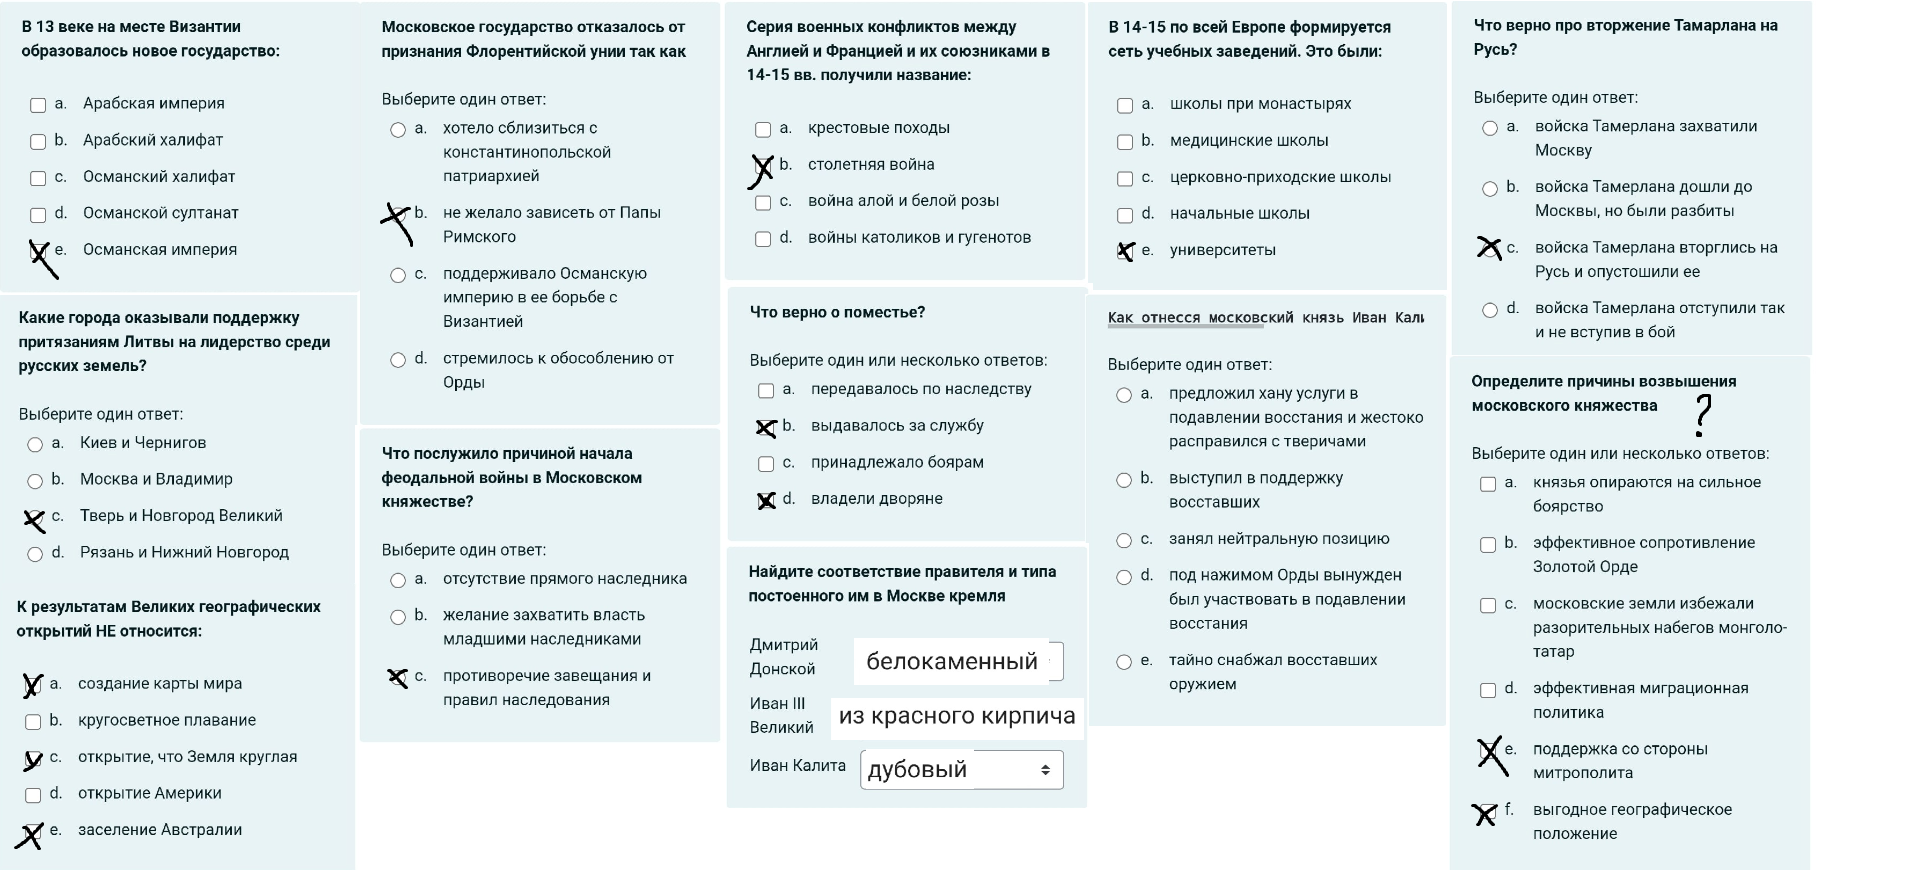 В 13 веке на месте Византии
образовалось новое государство:
a. Арабская империя
b. Арабский халифат
c. Османский халифат
d. Османской султанат
e. Османская империя
Какие города оказывали поддержку
притязаниям Литвы на лидерство среди
русских земель?
Выберите один ответ:
a. Киев и Чернигов
b. Москва и Владимир
c. Тверь и Новгород Великий
d. Рязань и Нижний Новгород
К результатам Великих географических
открытий НЕ относится:
a. создание карты мира
b. кругосветное плавание
c. открытие, что Земля круглая
d. открытие Америки
e. заселение Австралии
Московское государство отказалось от
признания Флорентийской унии так как
Выберите один ответ:
a. хотело сблизиться с
константинопольской
патриархией
b. не желало зависеть от Папы
Римского
c. поддерживало Османскую
империю в ее борьбе с
Византией
d. стремилось к обособлению от
Орды
Что послужило причиной начала
феодальной войны в Московском
княжестве?
Выберите один ответ:
a. отсутствие прямого наследника
b. желание захватить власть
младшими наследниками
c. противоречие завещания и
правил наследования
Серия военных конфликтов между
Англией и Францией и их союзниками в
14-15 вв. получили название:
a. крестовые походы
b. столетняя война
c. война алой и белой розы
d. войны католиков и гугенотов
Что верно о поместье?
Выберите один или несколько ответов:
a. передавалось по наследству
b. выдавалось за службу
c. принадлежало боярам
d. владели дворяне
Найдите соответствие правителя и типа
постоенного им в Москве кремля
Дмитрий
Донской
белокаменный
Иван III
Великий
из красного кирпича
Иван Калита
дубовый
В 14-15 по всей Европе формируется
сеть учебных заведений. Это были:
a. школы при монастырях
b. медицинские школы
c. церковно-приходские школы
d. начальные школы
e. университеты
Как отнесся московский князь Иван Кали
Выберите один ответ:
a. предложил хану услуги в
подавлении восстания и жестоко
расправился с тверичами
b. выступил в поддержку
восставших
c. занял нейтральную позицию
d. под нажимом Орды вынужден
был участвовать в подавлении
восстания
e. тайно снабжал восставших
оружием
Что верно про вторжение Тамарлана на
Русь?
Выберите один ответ:
a. войска Тамерлана захватили
Москву
b. войска Тамерлана дошли до
Москвы, но были разбиты
c. войска Тамерлана вторглись на
Русь и опустошили ее
d. войска Тамерлана отступили так
и не вступив в бой
Определите причины возвышения
московского княжества ?
Выберите один или несколько ответов:
a. князья опираются на сильное
боярство
b. эффективное сопротивление
Золотой Орде
c. московские земли избежали
разорительных набегов монголо-
татар
d. эффективная миграционная
политика
e. поддержка со стороны
митрополита
f. выгодное географическое
положение